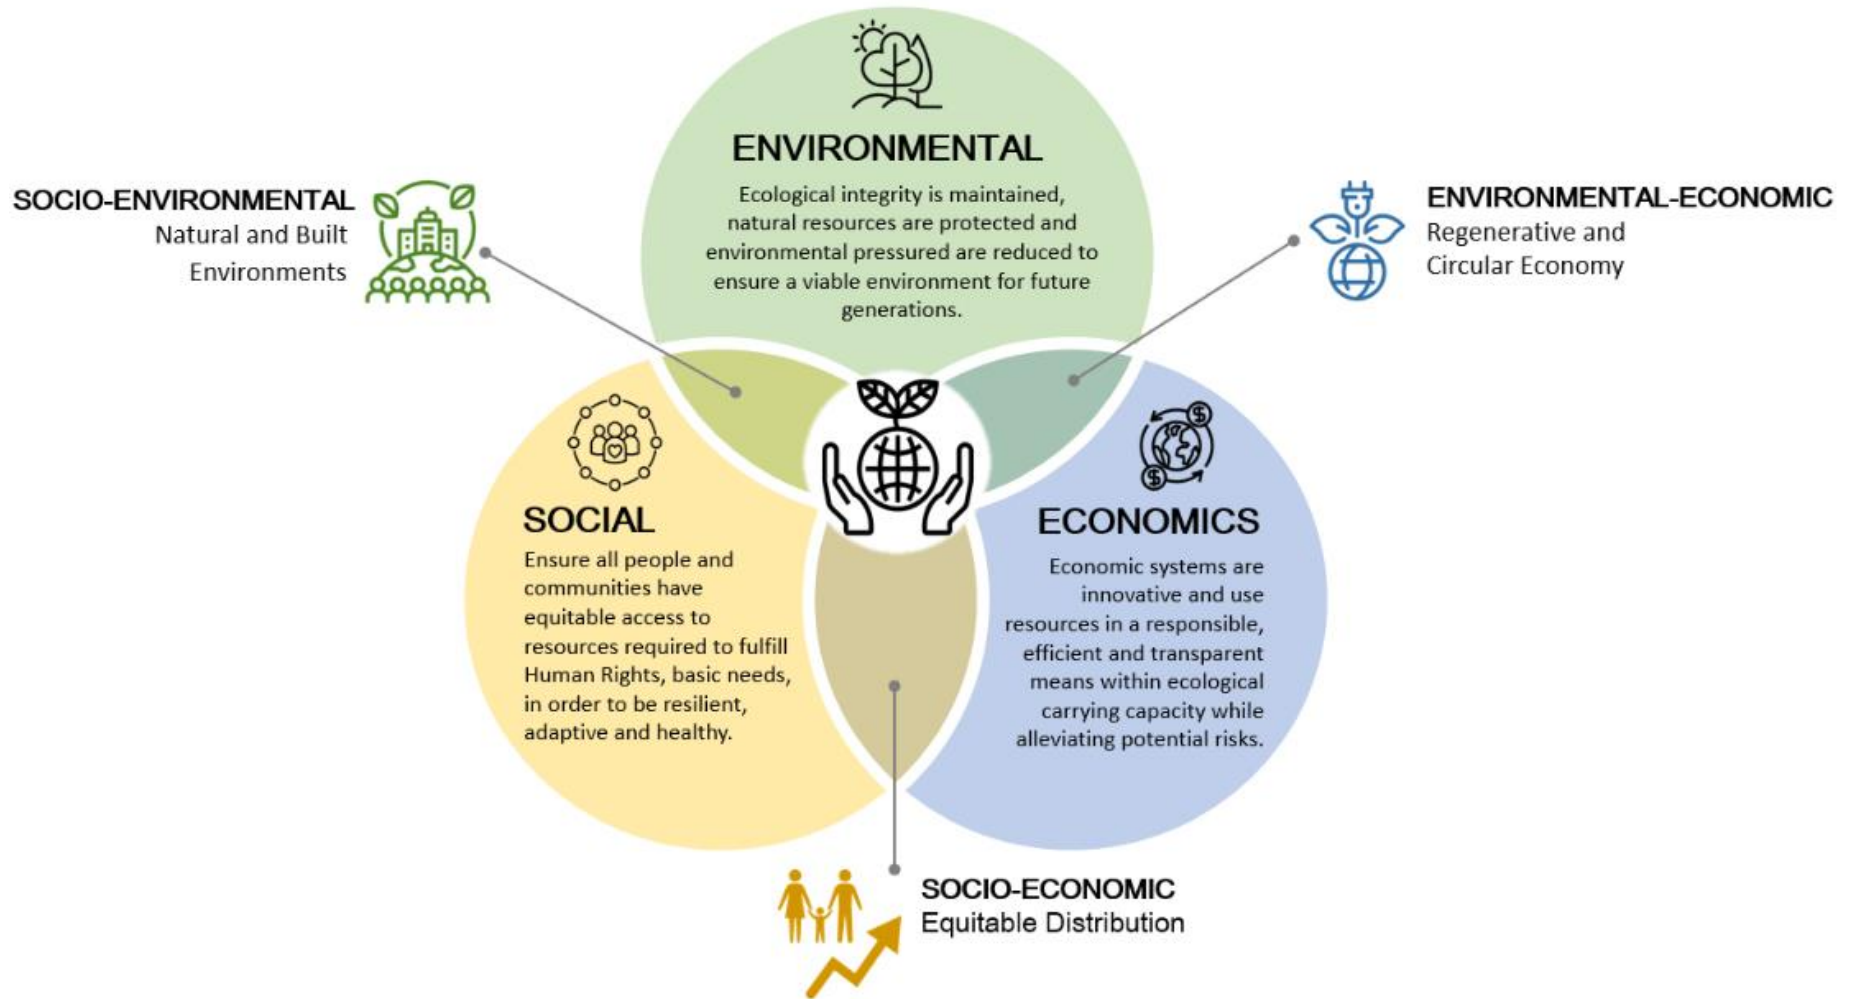 ENVIRONMENTAL
Ecological integrity is maintained,
natural resources are protected and
environmental pressured are reduced to
ensure a viable environment for future
generations.
SOCIO-ENVIRONMENTAL
Natural and Built
Environments
ENVIRONMENTAL-ECONOMIC
Regenerative and
Circular Economy
SOCIAL
Ensure all people and
communities have
equitable access to
resources required to fulfill
Human Rights, basic needs,
in order to be resilient,
adaptive and healthy.
$
$
ECONOMICS
Economic systems are
innovative and use
resources in a responsible,
efficient and transparent
means within ecological
carrying capacity while
alleviating potential risks.
SOCIO-ECONOMIC
Equitable Distribution